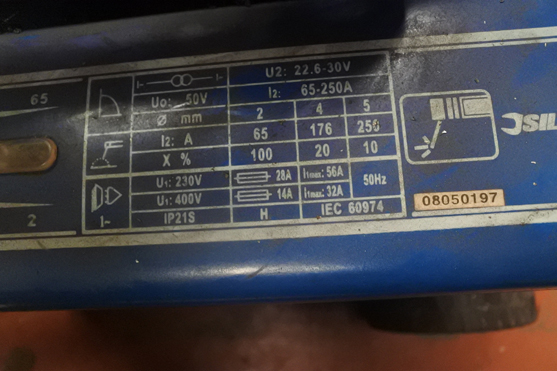 65
2
U2: 22.6-30V
Uo: 50V
I2: 65-250A
Ø mm
2
4
5
I2: A
65
176
250
X %
100
20
10
U1: 230V
28A
I1max: 56A
50Hz
U1: 400V
14A
I1max: 32A
IP21S
H
IEC 60974
SIL
08050197